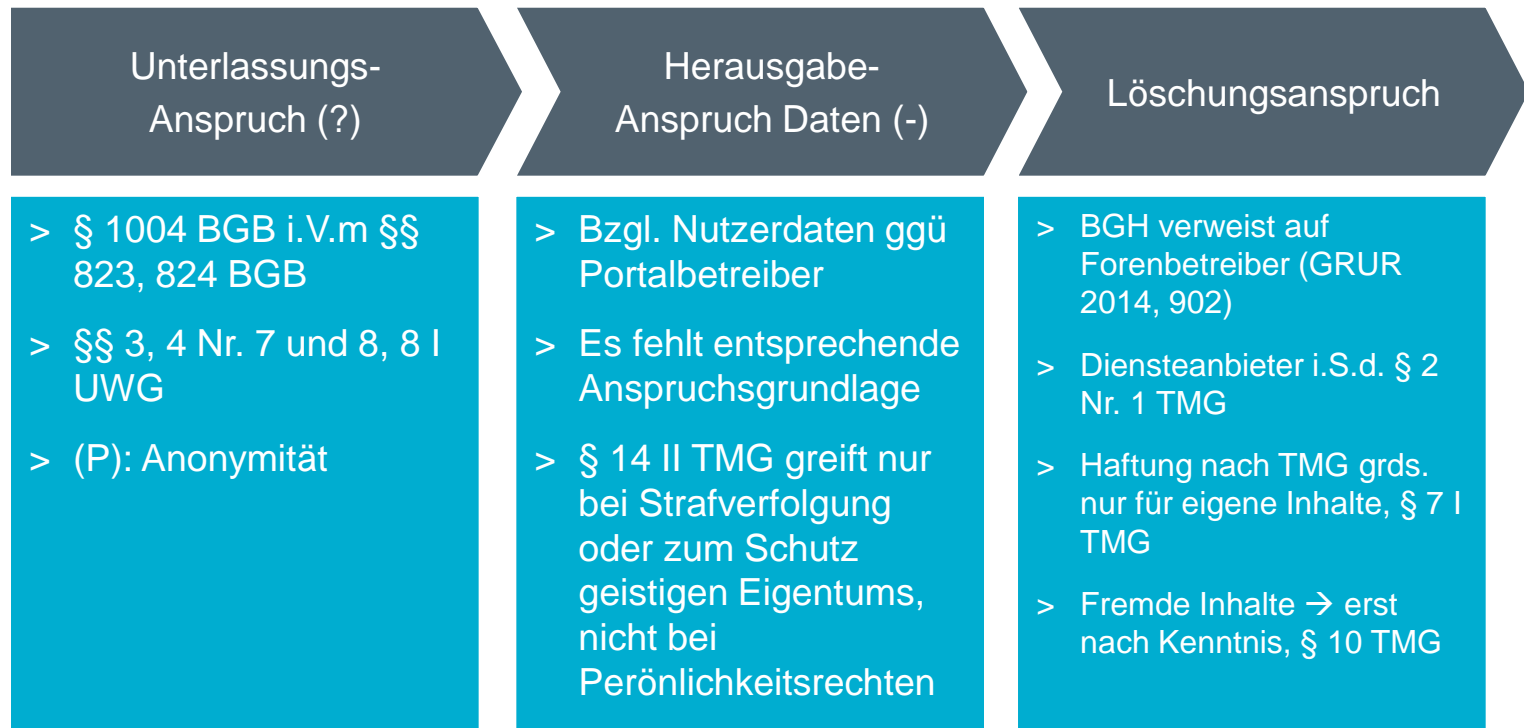 Unterlassungs-
Anspruch (?)
Herausgabe-
Anspruch Daten (-)
Löschungsanspruch
> § 1004 BGB i.V.m §§
823, 824 BGB
> §§ 3, 4 Nr. 7 und 8, 8 I
UWG
> (P): Anonymität
> Bzgl. Nutzerdaten ggü
Portalbetreiber
> Es fehlt entsprechende
Anspruchsgrundlage
> § 14 II TMG greift nur
bei Strafverfolgung
oder zum Schutz
geistigen Eigentums,
nicht bei
Perönlichkeitsrechten
> BGH verweist auf
Forenbetreiber (GRUR
2014, 902)
> Diensteanbieter i.S.d. § 2
Nr. 1 TMG
> Haftung nach TMG grds.
nur für eigene Inhalte, § 7 I
TMG
> Fremde Inhalte → erst
nach Kenntnis, § 10 TMG